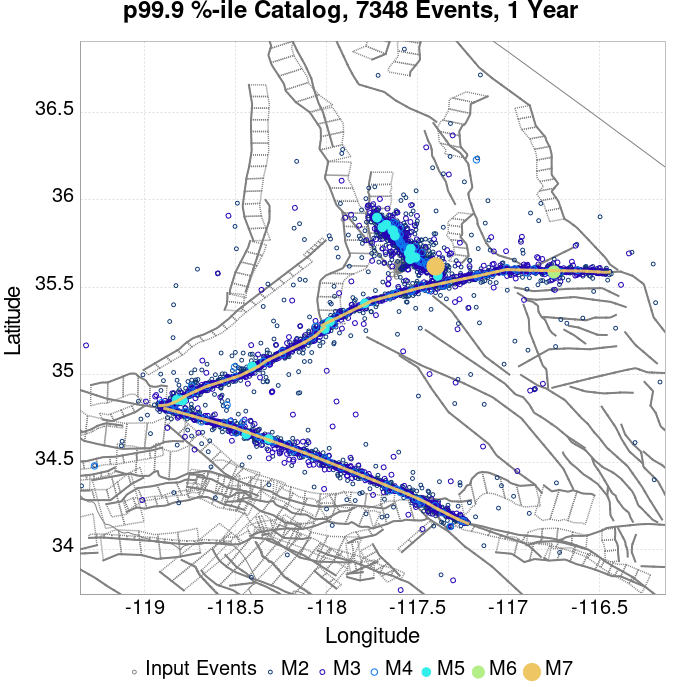 p99.9 %-ile Catalog, 7348 Events, 1 Year
36.5
36
35.5
35
34.5
34
Latitude
-119 -118.5 -118 -117.5 -117 -116.5
Longitude
Input Events M2 M3 M4 M5 M6 M7